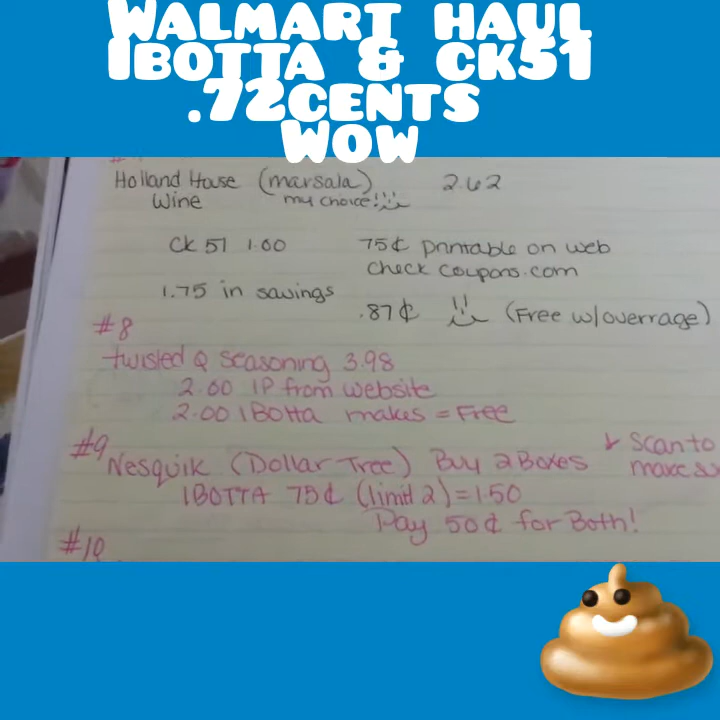 WALMART HAUL
IBOTTA & CK51
.72CENTS
WOW
Holland House (marsala) 2.62
Wine my choice!
CK 51 1.00 75¢ printable on web
check coupons.com
1.75 in savings .87¢ (Free w/overrage)
#8
twisted Q Seasoning 3.98
2.00 IP from website
2.00 IBOtta makes = Free
#9 Nesquik (Dollar Tree) Buy 2 Boxes Scan to
IBOTTA 75¢ (limit 2) = 1.50
Pay 50¢ for Both!
#10